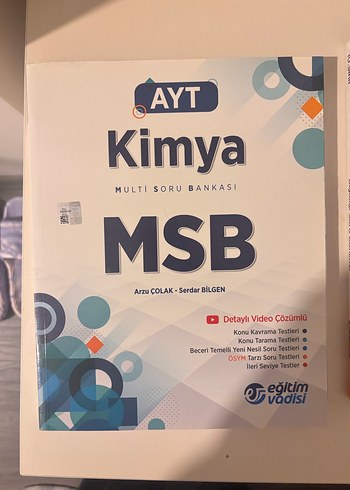 AYT
Kimya
MULTİ SORU BANKASI
MSB
Arzu ÇOLAK - Serdar BİLGEN
Detaylı Video Çözümlü
Konu Kavrama Testleri
Konu Tarama Testleri
Beceri Temelli Yeni Nesil Soru Testleri
ÖSYM Tarzı Soru Testleri
İleri Seviye Testler
eğitim
vadisi